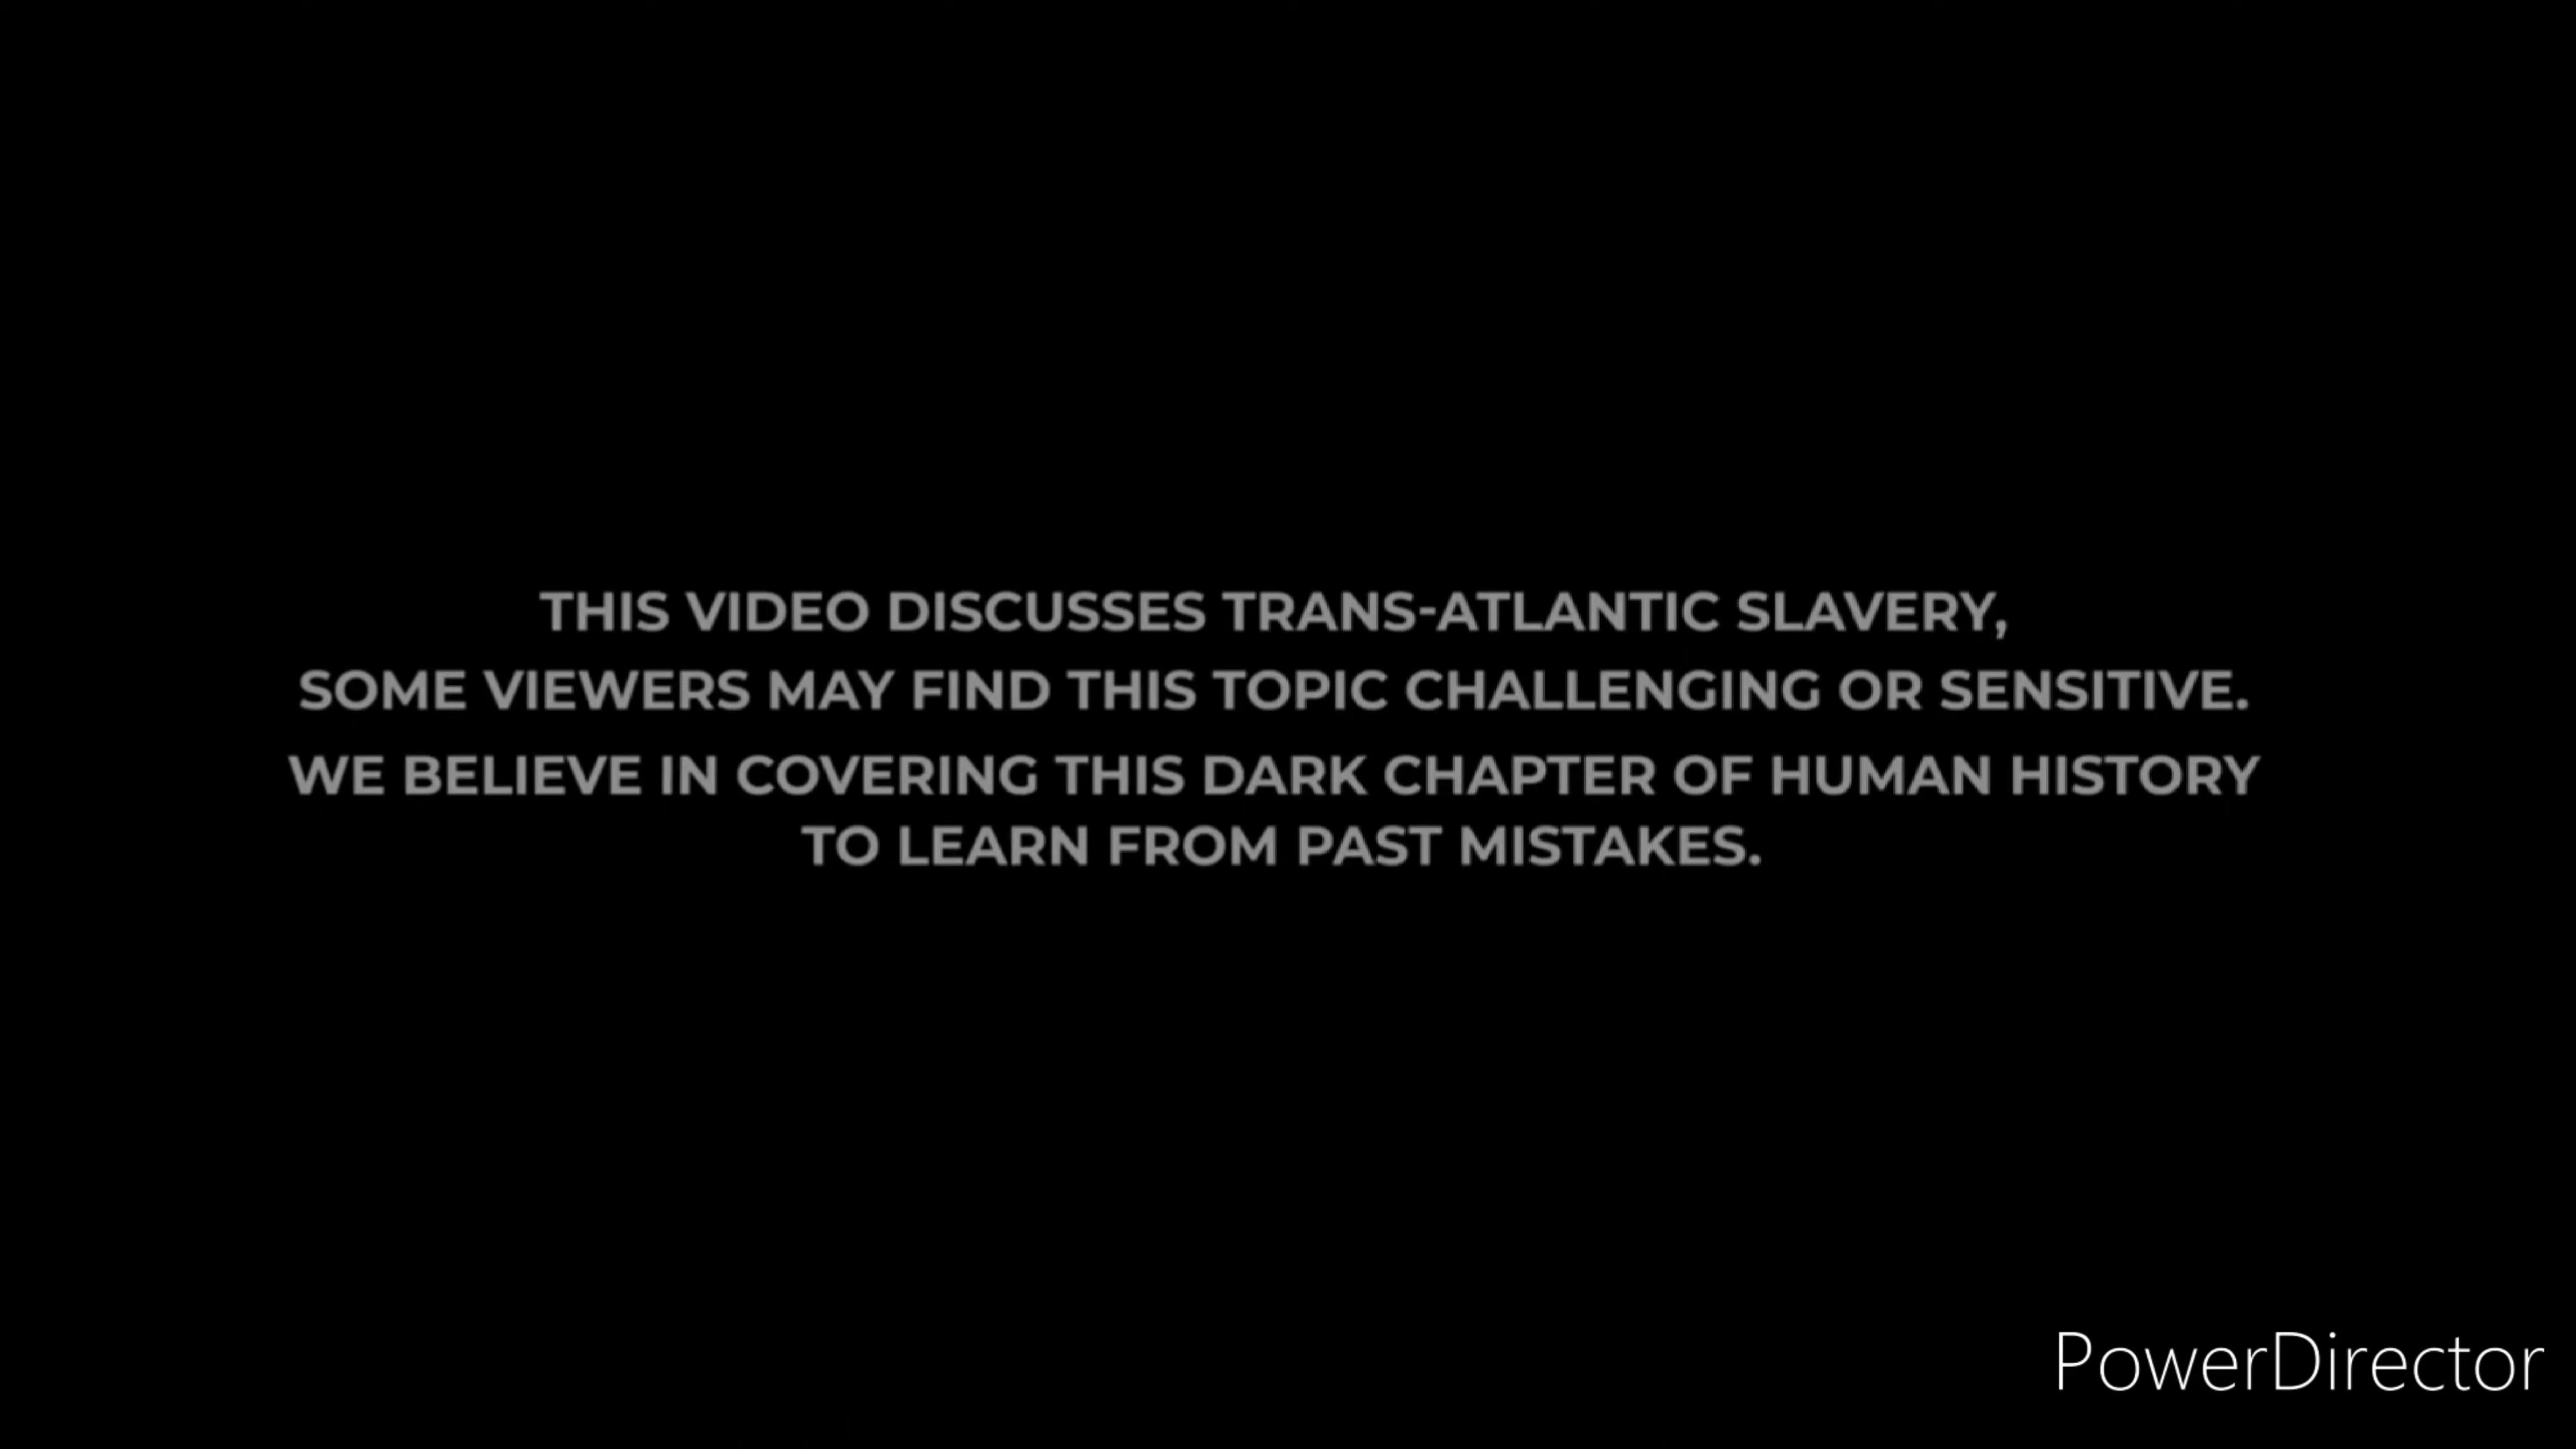 THIS VIDEO DISCUSSES TRANS-ATLANTIC SLAVERY,
SOME VIEWERS MAY FIND THIS TOPIC CHALLENGING OR SENSITIVE.
WE BELIEVE IN COVERING THIS DARK CHAPTER OF HUMAN HISTORY
TO LEARN FROM PAST MISTAKES.
PowerDirector